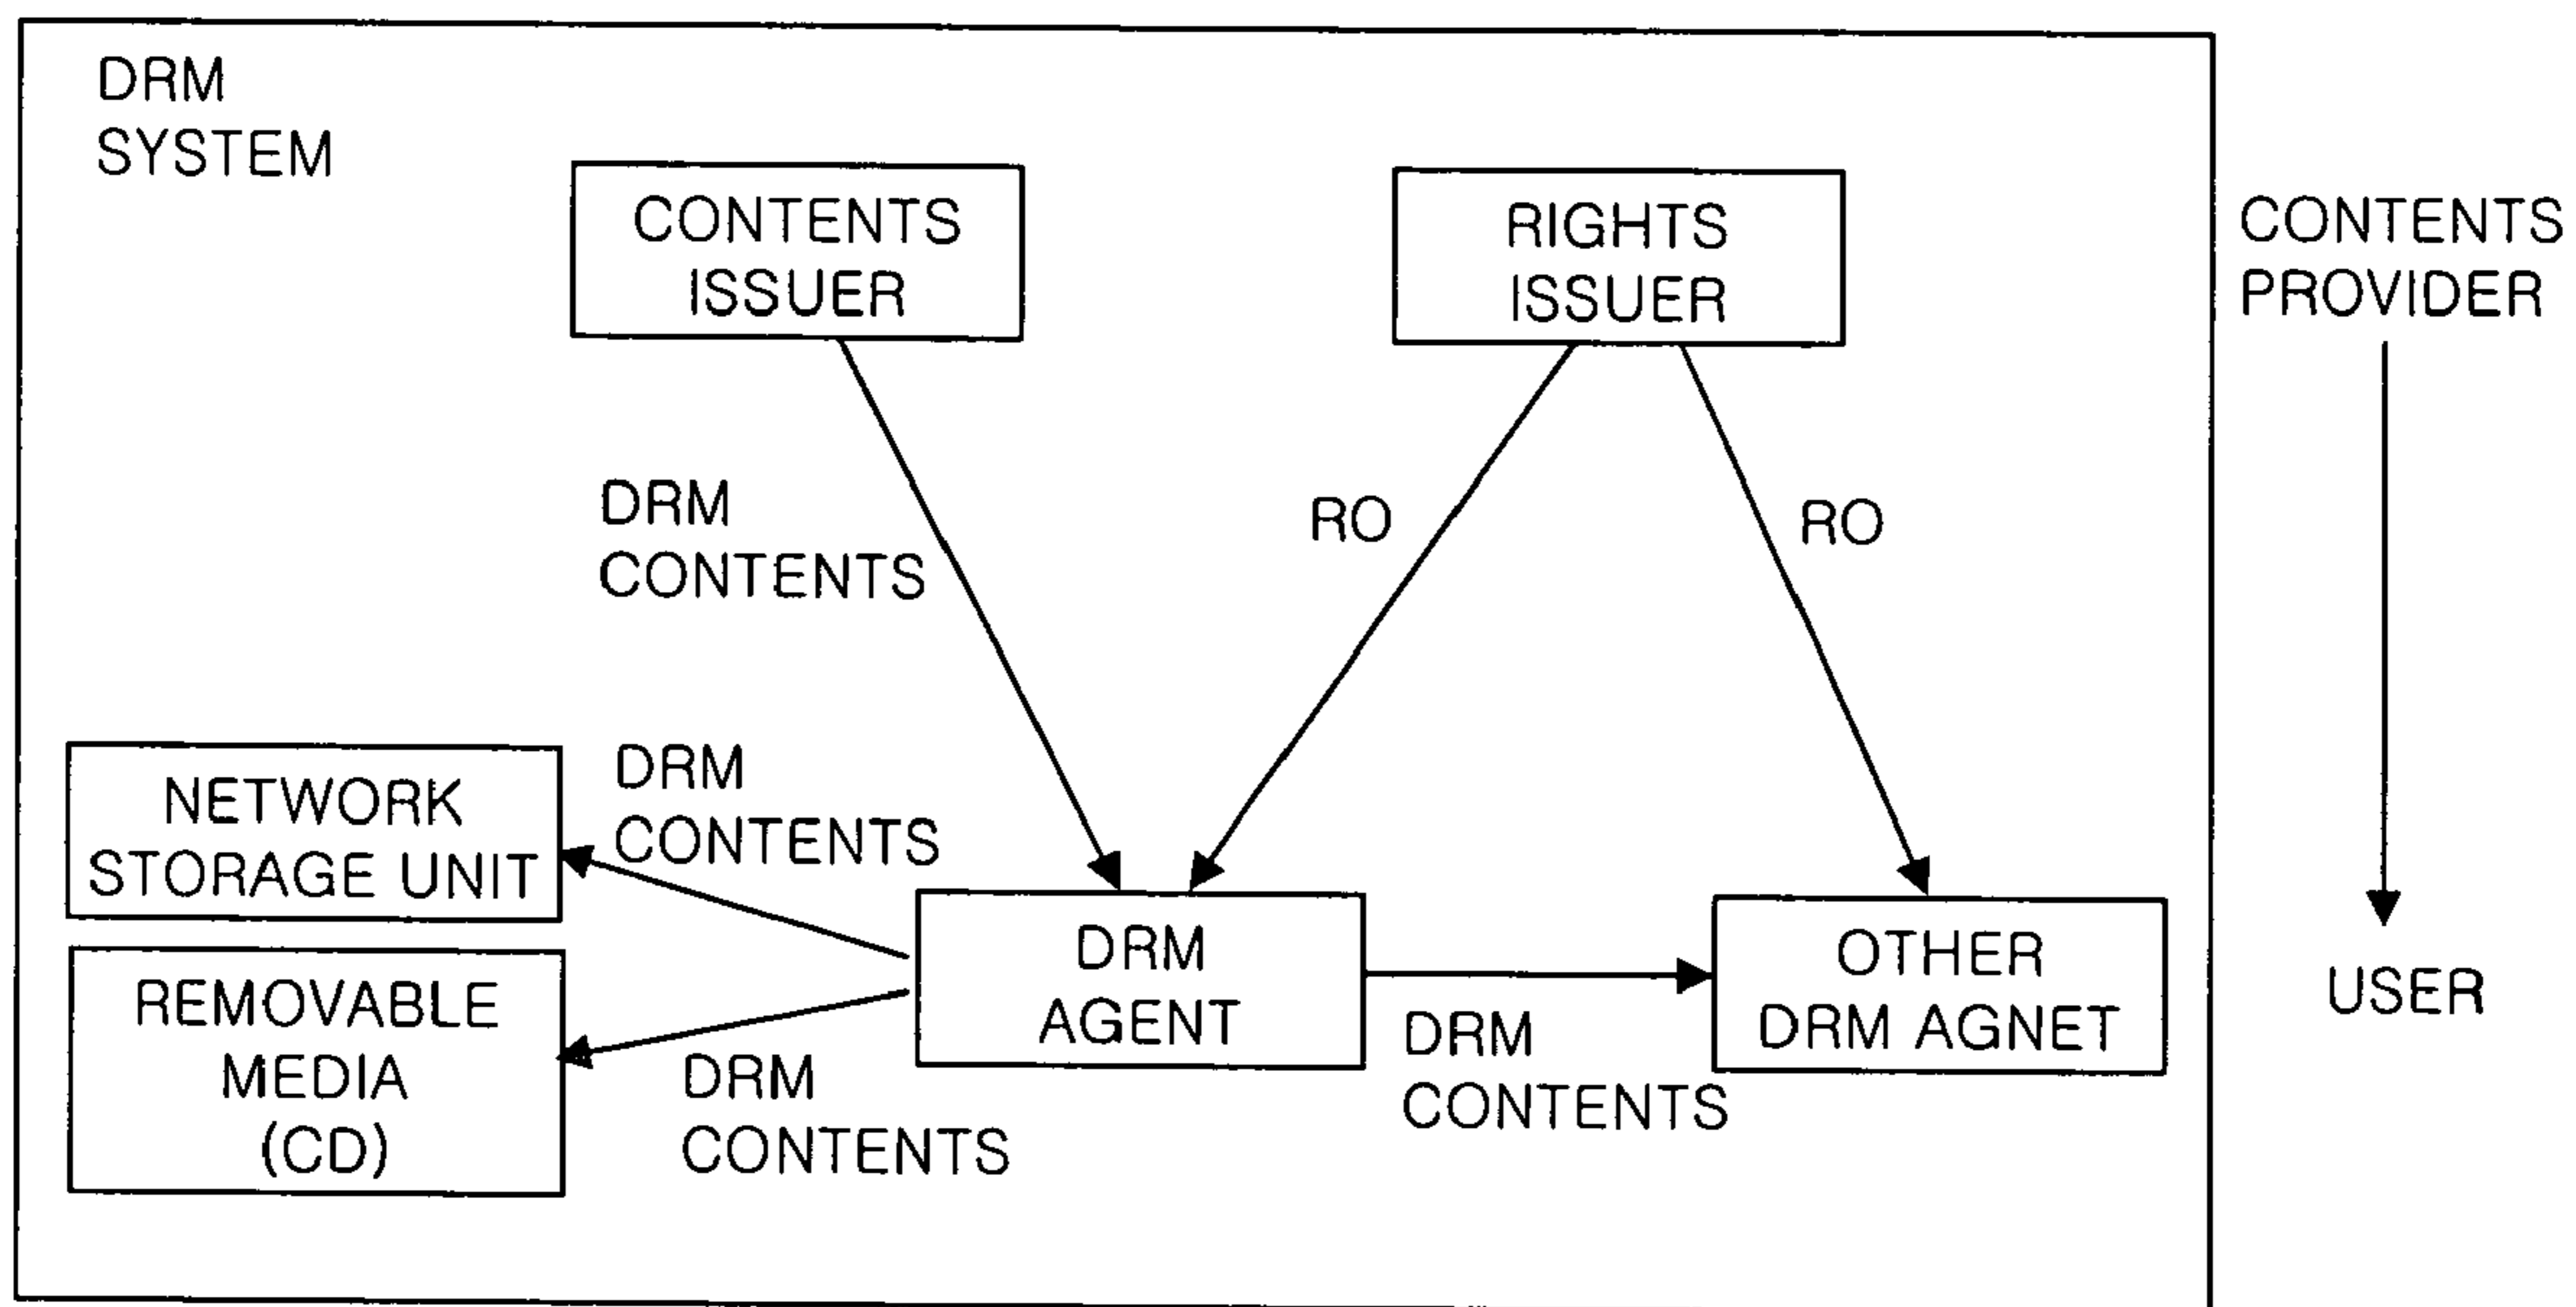 DRM
SYSTEM
CONTENTS
ISSUER
RIGHTS
ISSUER
CONTENTS
PROVIDER
DRM
CONTENTS
RO
RO
NETWORK
STORAGE UNIT
DRM
CONTENTS
REMOVABLE
MEDIA
(CD)
DRM
CONTENTS
DRM
AGENT
DRM
CONTENTS
OTHER
DRM AGNET
USER